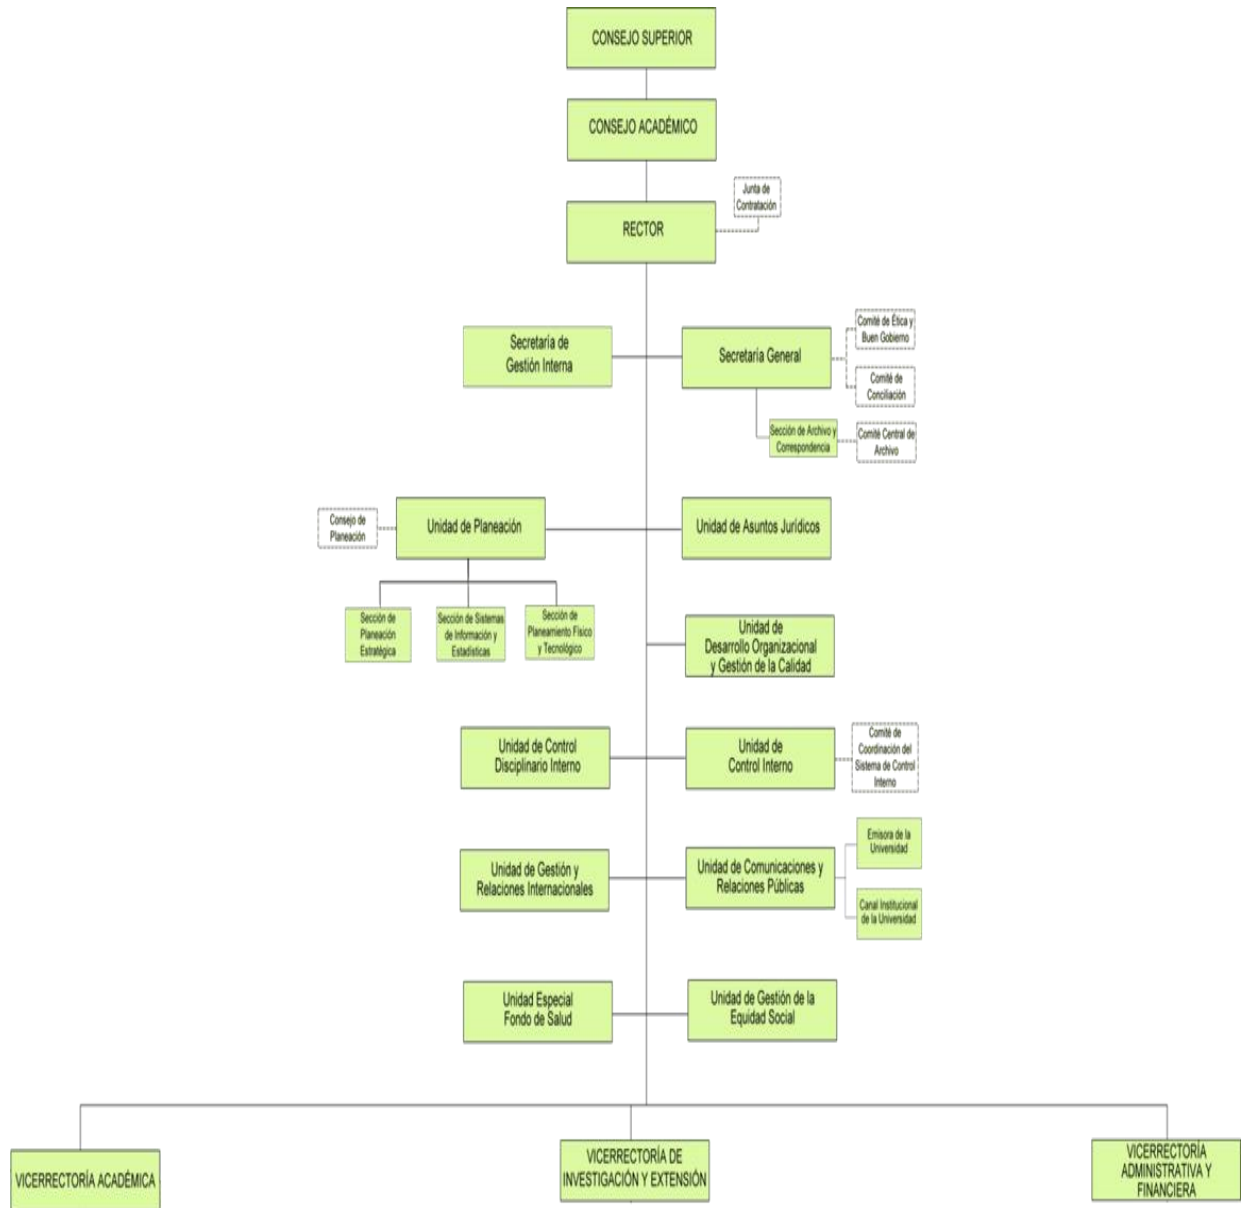 CONSEJO SUPERIOR
CONSEJO ACADÉMICO
Junta de
Contratación
RECTOR
Secretaría de
Gestión Interna
Secretaría General
Comité de Ética y
Buen Gobierno
Comité de
Conciliación
Sección de Archivo y
Correspondencia
Comité Central de
Archivo
Consejo de
Planeación
Unidad de Planeación
Unidad de Asuntos Jurídicos
Sección de
Planeación
Estratégica
Sección de Sistemas
de Información y
Estadísticas
Sección de
Planeamiento Físico
y Tecnológico
Unidad de
Desarrollo Organizacional
y Gestión de la Calidad
Unidad de Control
Disciplinario Interno
Unidad de
Control Interno
Comité de
Coordinación del
Sistema de Control
Interno
Unidad de Gestión y
Relaciones Internacionales
Unidad de Comunicaciones y
Relaciones Públicas
Emisora de la
Universidad
Canal Institucional
de la Universidad
Unidad Especial
Fondo de Salud
Unidad de Gestión de la
Equidad Social
VICERRECTORÍA ACADÉMICA
VICERRECTORÍA DE
INVESTIGACIÓN Y EXTENSIÓN
VICERRECTORÍA
ADMINISTRATIVA Y
FINANCIERA